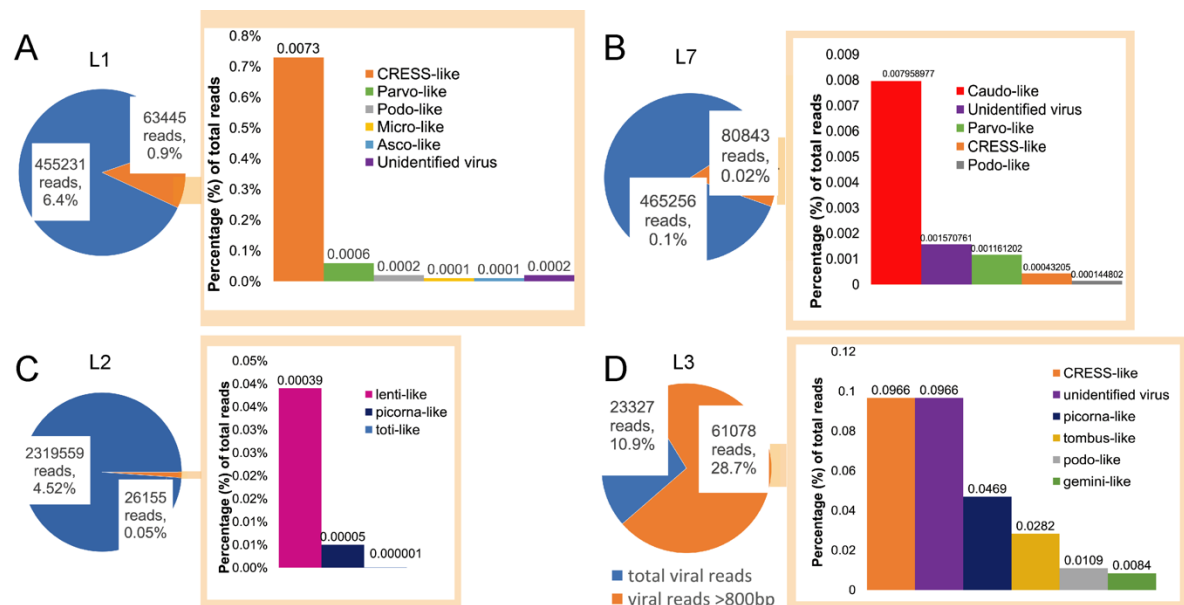 A
L1
63445
reads,
0.9%
455231
reads,
6.4%
Percentage (%) of total reads
0.8%
0.7%
0.6%
0.5%
0.4%
0.3%
0.2%
0.1%
0.0%
0.0073
0.0006
0.0002
0.0001
0.0001
0.0002
CRESS-like
Parvo-like
Podo-like
Micro-like
Asco-like
Unidentified virus
B
L7
80843
reads,
0.02%
465256
reads,
0.1%
Percentage (%) of total reads
0.009
0.008
0.007
0.006
0.005
0.004
0.003
0.002
0.001
0
0.007958977
0.001570761
0.001161202
0.00043205
0.000144802
Caudo-like
Unidentified virus
Parvo-like
CRESS-like
Podo-like
C
L2
2319559
reads,
4.52%
26155
reads,
0.05%
Percentage (%) of total reads
0.05%
0.04%
0.04%
0.03%
0.03%
0.02%
0.02%
0.01%
0.01%
0.00%
0.00039
0.00005
0.000001
lenti-like
picorna-like
toti-like
D
L3
23327
reads,
10.9%
61078
reads,
28.7%
total viral reads
viral reads >800bp
Percentage (%) of total reads
0.12
0.1
0.08
0.06
0.04
0.02
0
0.0966
0.0966
0.0469
0.0282
0.0109
0.0084
CRESS-like
unidentified virus
picorna-like
tombus-like
podo-like
gemini-like